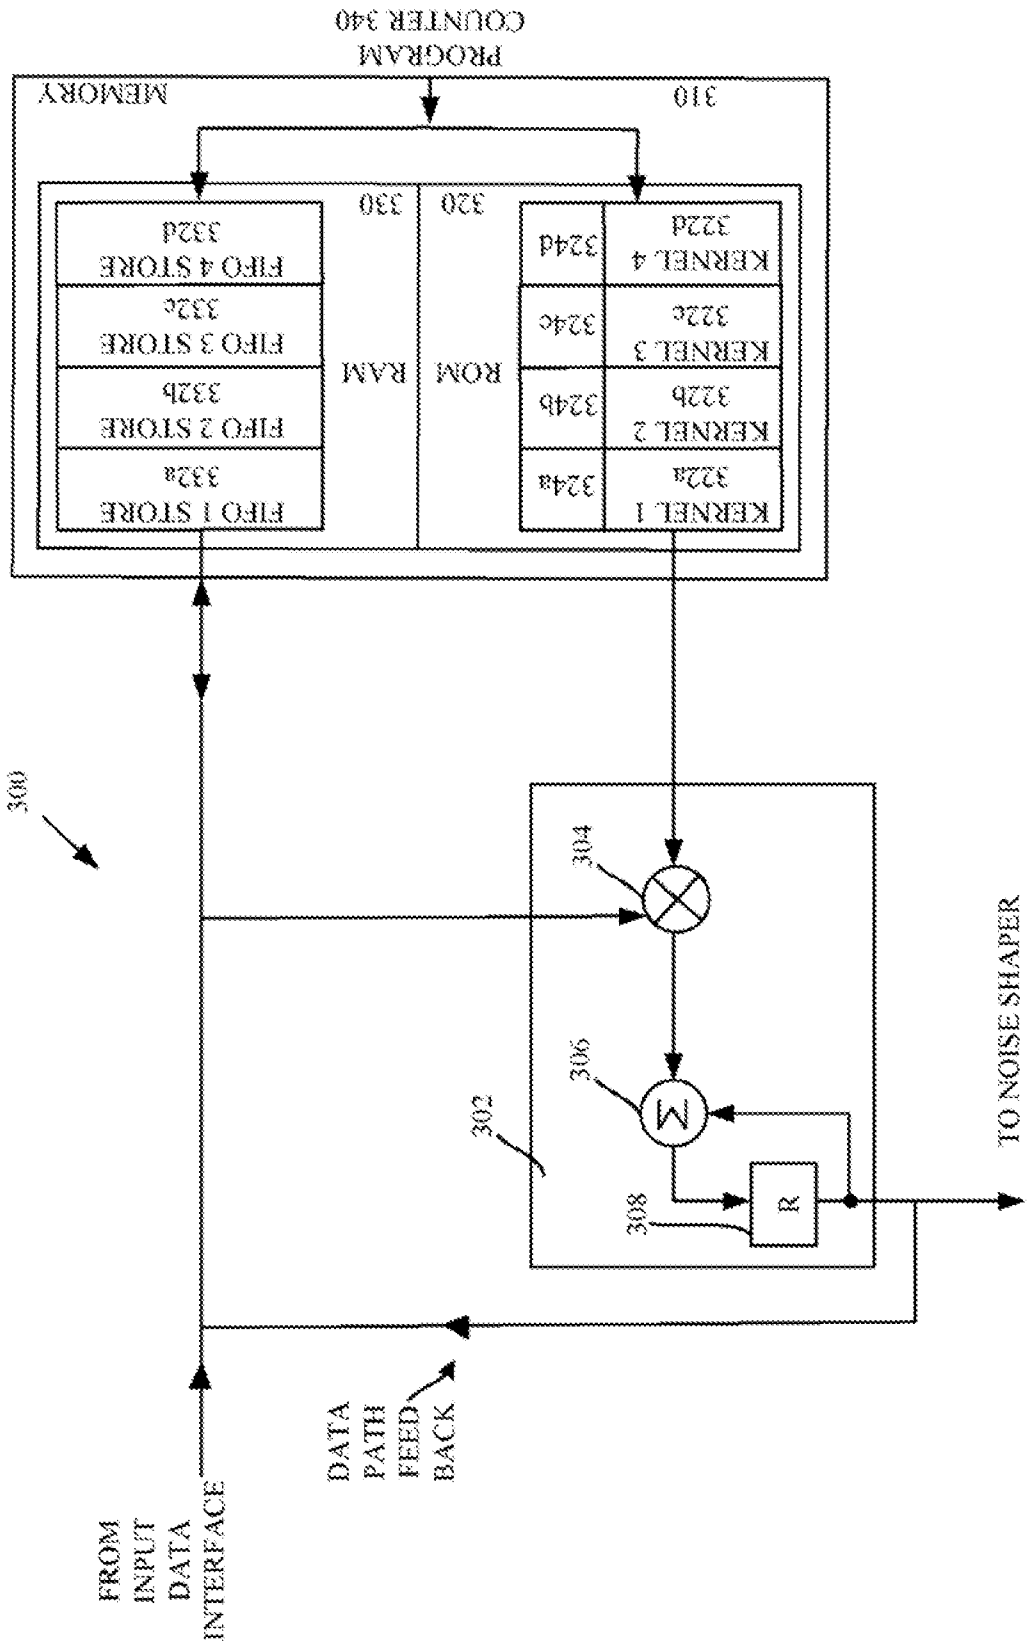 PROGRAM
COUNTER 340
MEMORY
310
330
320
RAM
ROM
FIFO 4 STORE
332d
FIFO 3 STORE
332c
FIFO 2 STORE
332b
FIFO 1 STORE
332a
324d
KERNEL 4
322d
324c
KERNEL 3
322c
324b
KERNEL 2
322b
324a
KERNEL 1
322a
300
304
306
302
308
Σ
R
DATA
PATH
FEED
BACK
FROM
INPUT
DATA
INTERFACE
TO NOISE SHAPER